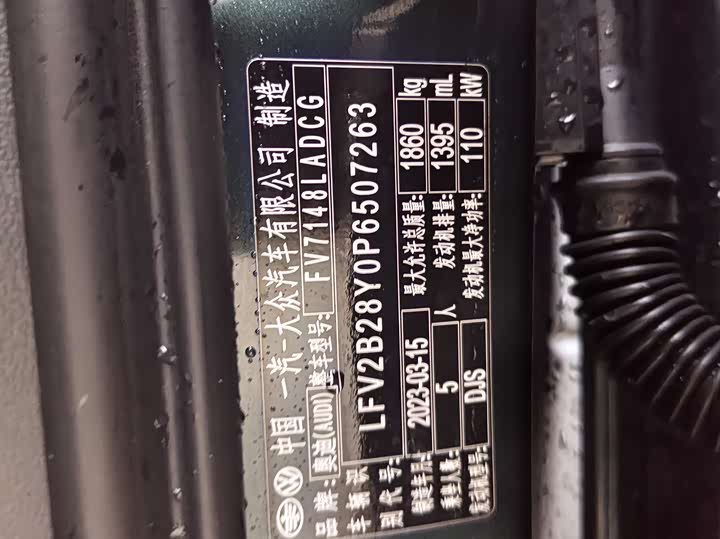 中国 一汽-大众汽车有限公司 制造
品牌: 奥迪(AUDI) 整车型号: FV7148LADCG
车辆识别代号: LFV2B28Y0P6507263
制造年月: 2023-03-15 最大允许总质量: 1860 kg
乘坐人数: 5 人 发动机排量: 1395 mL
发动机型号: DJS 发动机最大净功率: 110 kW